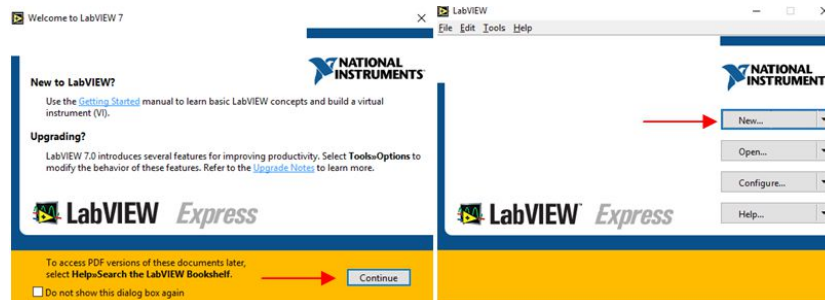 Welcome to LabVIEW 7
NATIONAL
INSTRUMENTS
New to LabVIEW?
Use the Getting Started manual to learn basic LabVIEW concepts and build a virtual
instrument (VI).
Upgrading?
LabVIEW 7.0 introduces several features for improving productivity. Select Tools»Options to
modify the behavior of these features. Refer to the Upgrade Notes to learn more.
LabVIEW Express
To access PDF versions of these documents later,
select Help»Search the LabVIEW Bookshelf.
Continue
Do not show this dialog box again
LabVIEW
File Edit Tools Help
NATIONAL
INSTRUMENT
New...
Open...
Configure...
Help...
LabVIEW™ Express